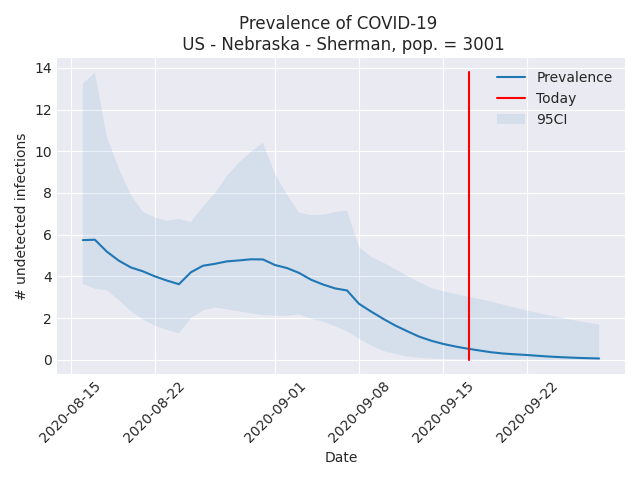 Prevalence of COVID-19
US - Nebraska - Sherman, pop. = 3001
Prevalence
Today
95CI
# undetected infections
14
12
10
8
6
4
2
0
2020-08-15
2020-08-22
2020-09-01
2020-09-08
2020-09-15
2020-09-22
Date